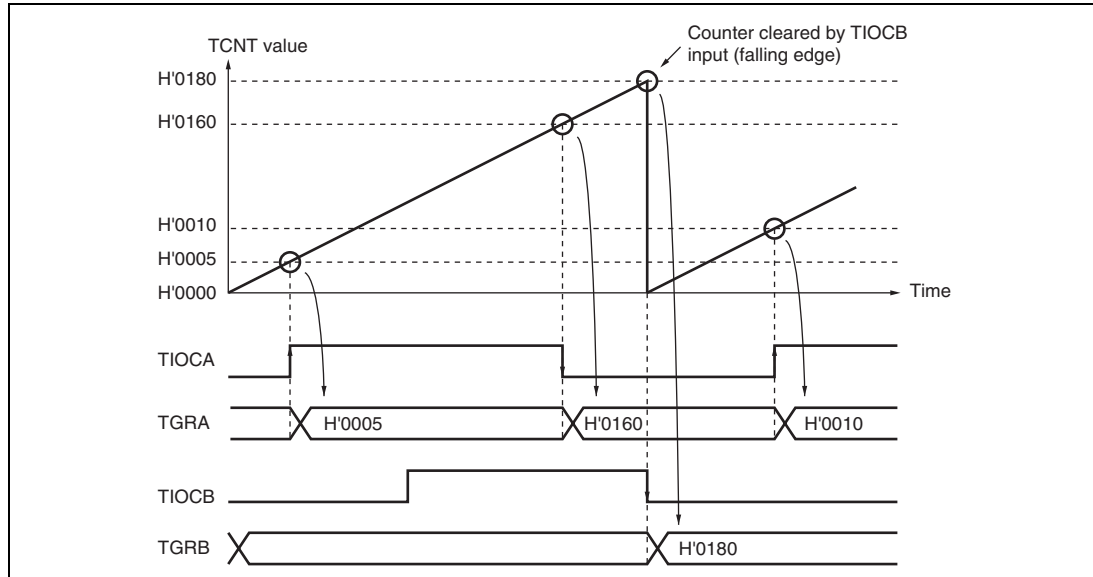 Counter cleared by TIOCB
input (falling edge)
TCNT value
H'0180
H'0160
H'0010
H'0005
H'0000
Time
TIOCA
TGRA
H'0005
H'0160
H'0010
TIOCB
TGRB
H'0180